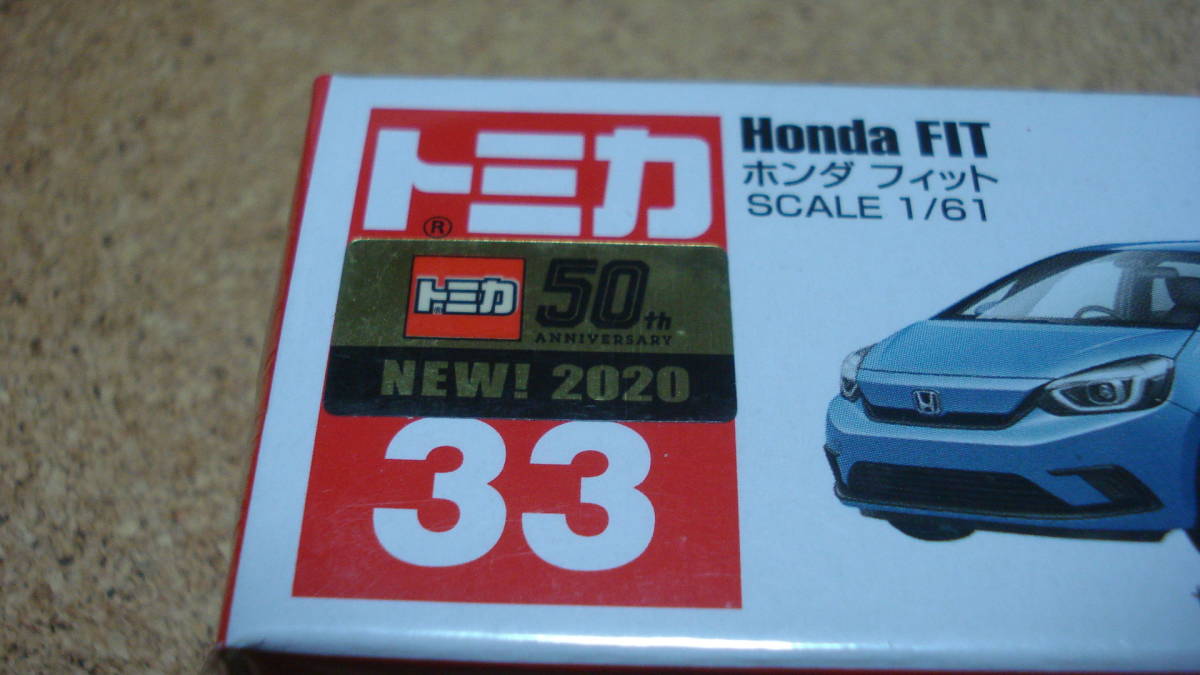 トミカ
®
トミカ
50th
ANNIVERSARY
NEW! 2020
33
Honda FIT
ホンダ フィット
SCALE 1/61